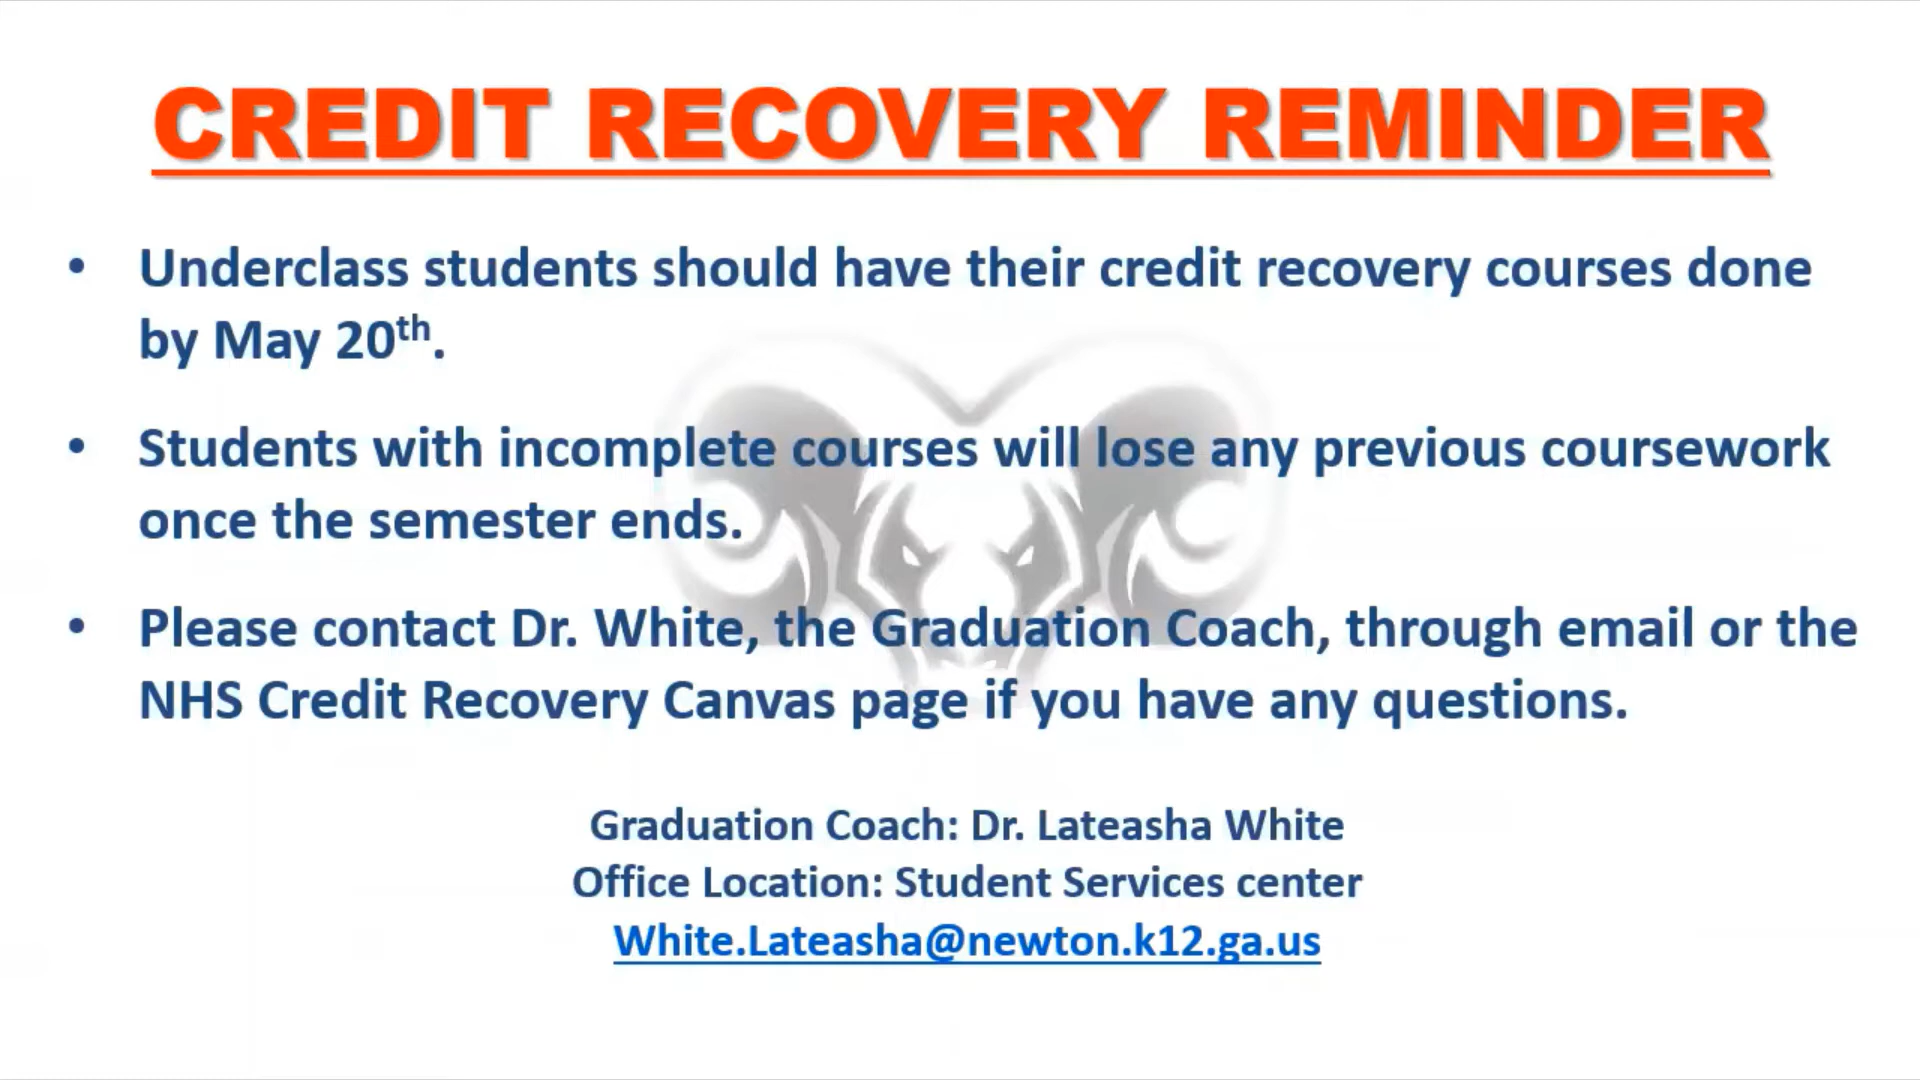 CREDIT RECOVERY REMINDER
• Underclass students should have their credit recovery courses done
by May 20th.
• Students with incomplete courses will lose any previous coursework
once the semester ends.
• Please contact Dr. White, the Graduation Coach, through email or the
NHS Credit Recovery Canvas page if you have any questions.
Graduation Coach: Dr. Lateasha White
Office Location: Student Services center
White.Lateasha@newton.k12.ga.us